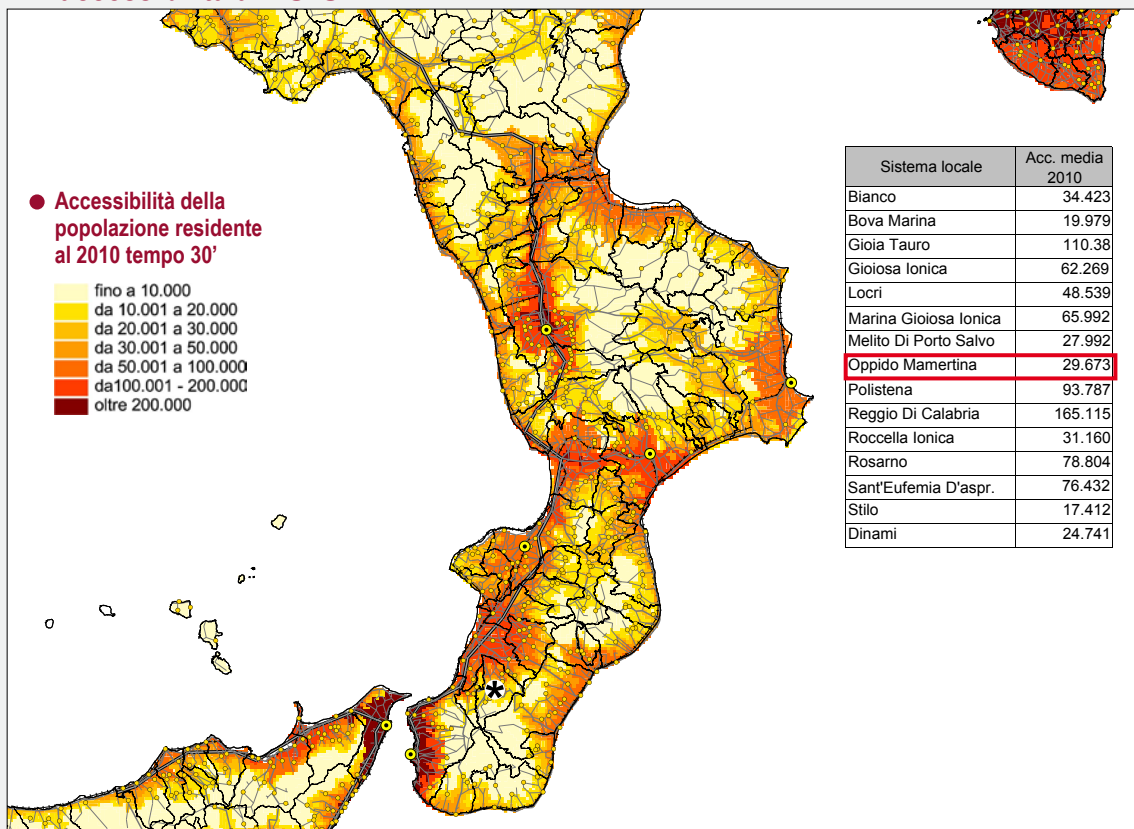 ● Accessibilità della
popolazione residente
al 2010 tempo 30'
fino a 10.000
da 10.001 a 20.000
da 20.001 a 30.000
da 30.001 a 50.000
da 50.001 a 100.000
da100.001 - 200.000
oltre 200.000
Sistema locale Acc. media 2010
Bianco 34.423
Bova Marina 19.979
Gioia Tauro 110.38
Gioiosa Ionica 62.269
Locri 48.539
Marina Gioiosa Ionica 65.992
Melito Di Porto Salvo 27.992
Oppido Mamertina 29.673
Polistena 93.787
Reggio Di Calabria 165.115
Roccella Ionica 31.160
Rosarno 78.804
Sant'Eufemia D'aspr. 76.432
Stilo 17.412
Dinami 24.741
*